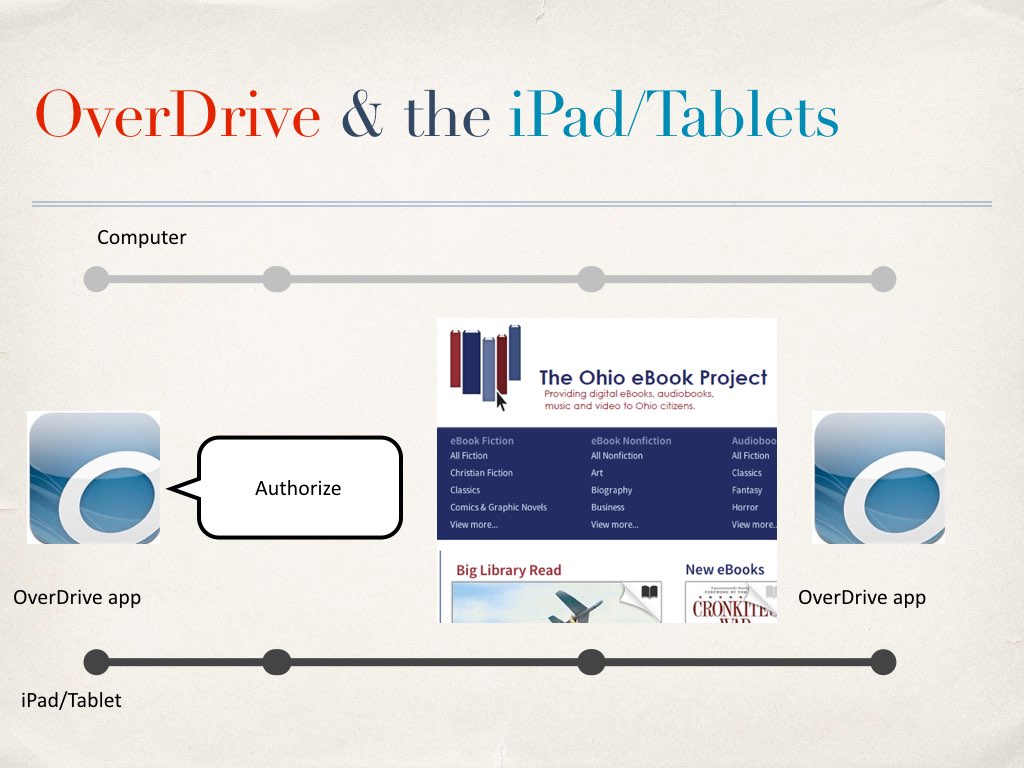 OverDrive & the iPad/Tablets
Computer
The Ohio eBook Project
Providing digital eBooks, audiobooks,
music and video to Ohio citizens.
eBook Fiction
All Fiction
Christian Fiction
Classics
Comics & Graphic Novels
View more...
eBook Nonfiction
All Nonfiction
Art
Biography
Business
View more...
Audioboo
All Fiction
Classics
Fantasy
Horror
View more.
Authorize
Big Library Read
New eBooks
CRONKITE
WAR
OverDrive app
OverDrive app
iPad/Tablet